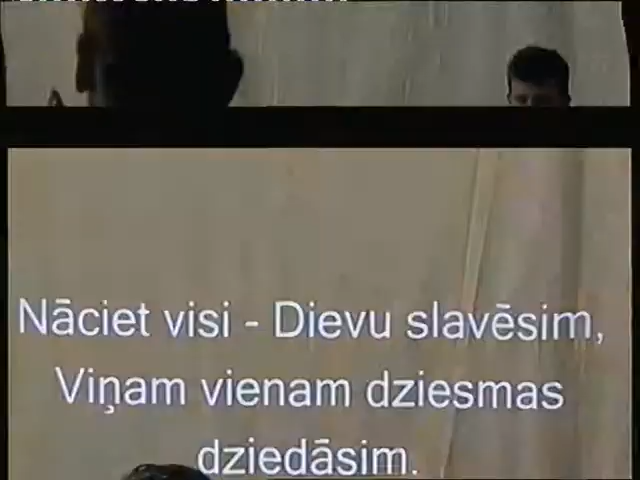 Nāciet visi - Dievu slavēsim,
Viņam vienam dziesmas
dziedāsim.